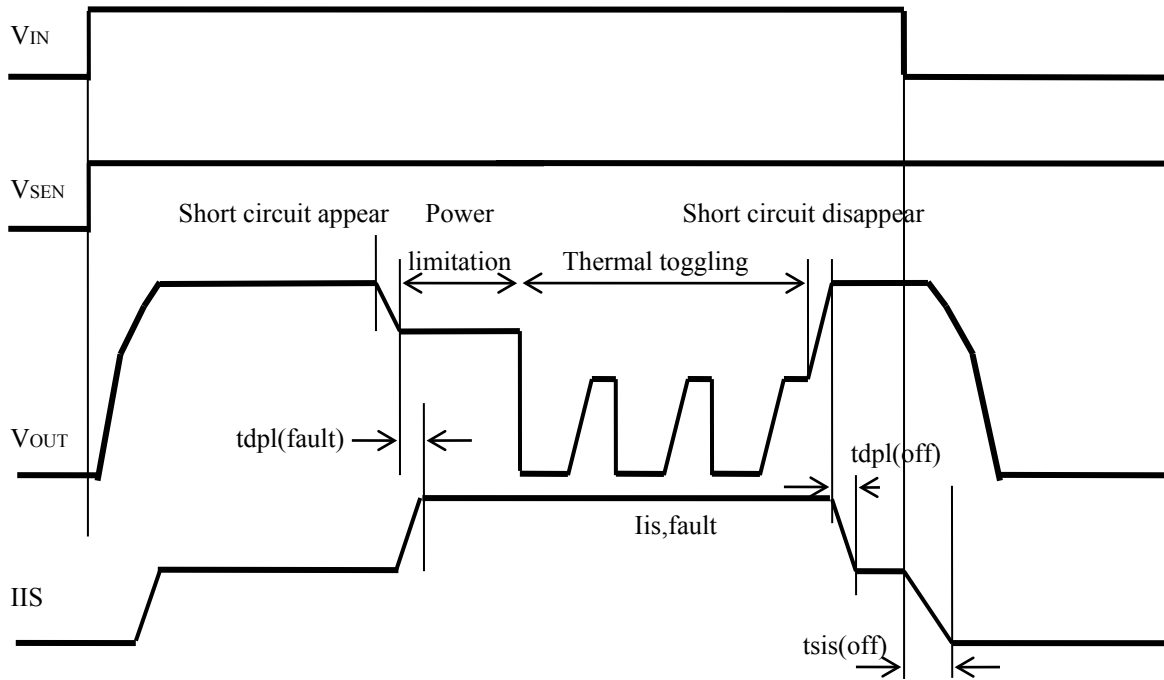 VIN
VSEN
Short circuit appear
Power
limitation
Thermal toggling
Short circuit disappear
VOUT
tdpl(fault)
tdpl(off)
Iis,fault
IIS
tsis(off)